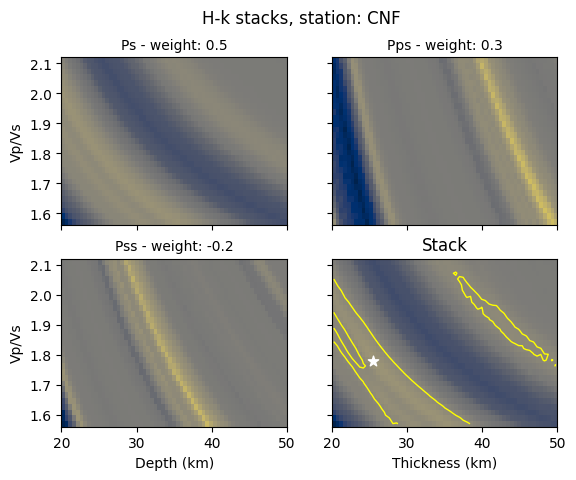 H-k stacks, station: CNF
Ps - weight: 0.5
Pps - weight: 0.3
2.1
2.0
1.9
1.8
1.7
1.6
Vp/Vs
Pss - weight: -0.2
Stack
2.1
2.0
1.9
1.8
1.7
1.6
Vp/Vs
20 30 40 50
20 30 40 50
Depth (km)
Thickness (km)